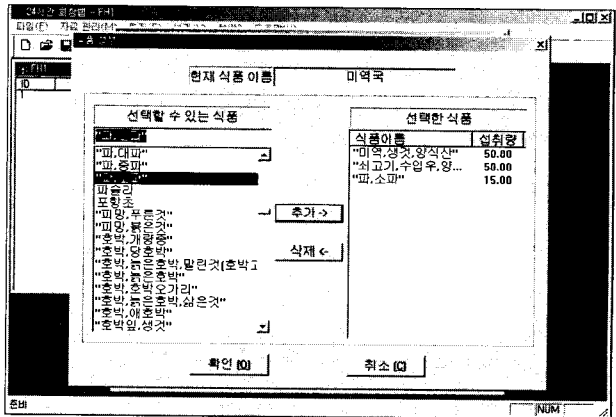 24시간 회상법 - FH1
파일(F) 자료 관리(M)
FH1
ID
1
현재 식품 이름 미역국
선택할 수 있는 식품
"파,대파"
"파,중파"
파슬리
포항초
"피망,푸른것"
"피망,붉은것"
"호박,개량종"
"호박,당호박"
"호박,늙은호박,말린것(호박고
"호박,늙은호박"
"호박,호박오가리"
"호박,늙은호박,삶은것"
"호박,애호박"
"호박잎,생것"
추가->
삭제<-
선택한 식품
식품이름 섭취량
"미역,생것,양식산" 50.00
"쇠고기,수입우,양... 50.00
"파,소파" 15.00
확인(O)
취소(C)
준비
NUM